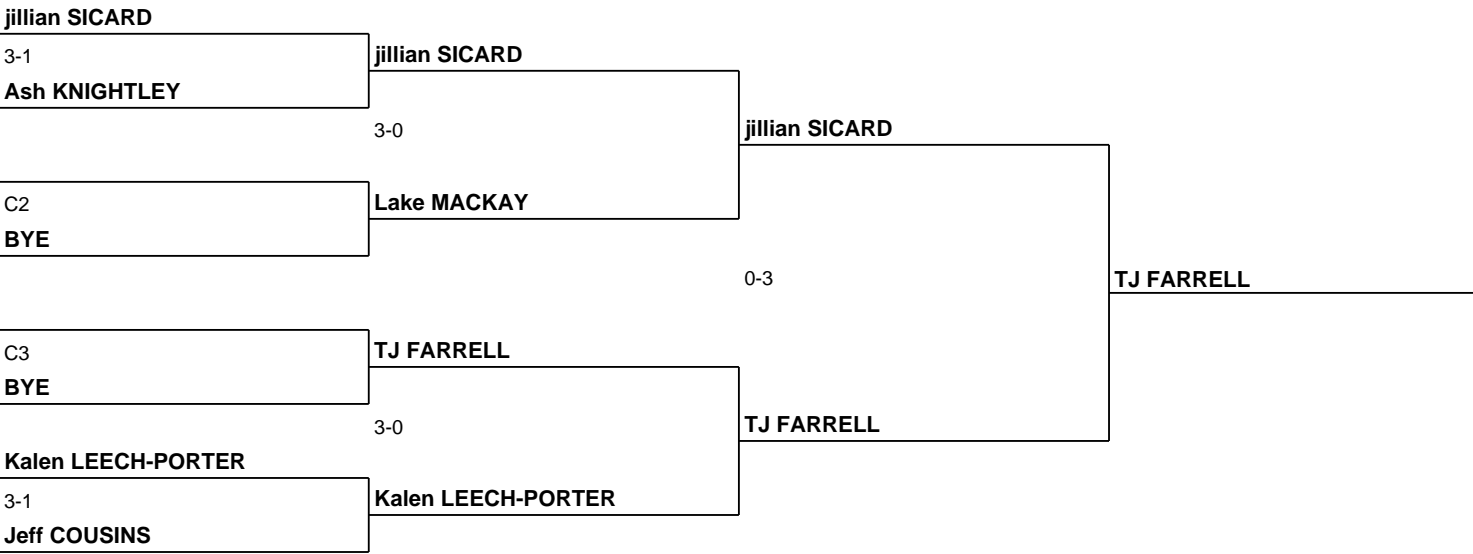 jillian SICARD
3-1
Ash KNIGHTLEY
C2
BYE
C3
BYE
Kalen LEECH-PORTER
3-1
Jeff COUSINS
jillian SICARD
3-0
Lake MACKAY
TJ FARRELL
3-0
Kalen LEECH-PORTER
jillian SICARD
0-3
TJ FARRELL
TJ FARRELL